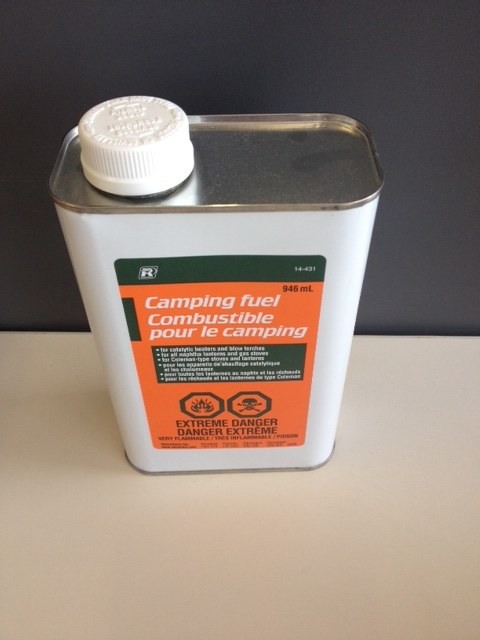 R
14-431
946 mL
Camping fuel
Combustible
pour le camping
• for catalytic heaters and blow torches
• for all naphtha lanterns and gas stoves
• for Coleman-type stoves and lanterns
• pour les appareils de chauffage catalytique
et les chalumeaux
• pour toutes les lanternes au naphte et les réchauds
• pour les réchauds et les lanternes de type Coleman
EXTREME DANGER
DANGER EXTRÊME
VERY FLAMMABLE / TRÈS INFLAMMABLE / POISON